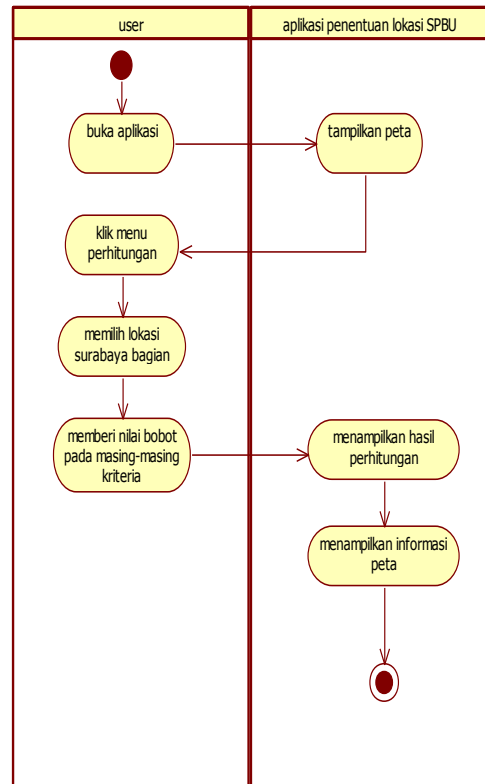 user
aplikasi penentuan lokasi SPBU
buka aplikasi
tampilkan peta
klik menu
perhitungan
memilih lokasi
surabaya bagian
memberi nilai bobot
pada masing-masing
kriteria
menampilkan hasil
perhitungan
menampilkan informasi
peta